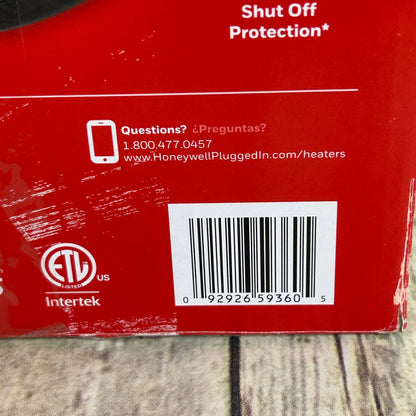 Shut Off
Protection*
Questions? ¿Preguntas?
1.800.477.0457
www.HoneywellPluggedIn.com/heaters
ETL
LISTED
US
Intertek
s
0 92926 59360 5